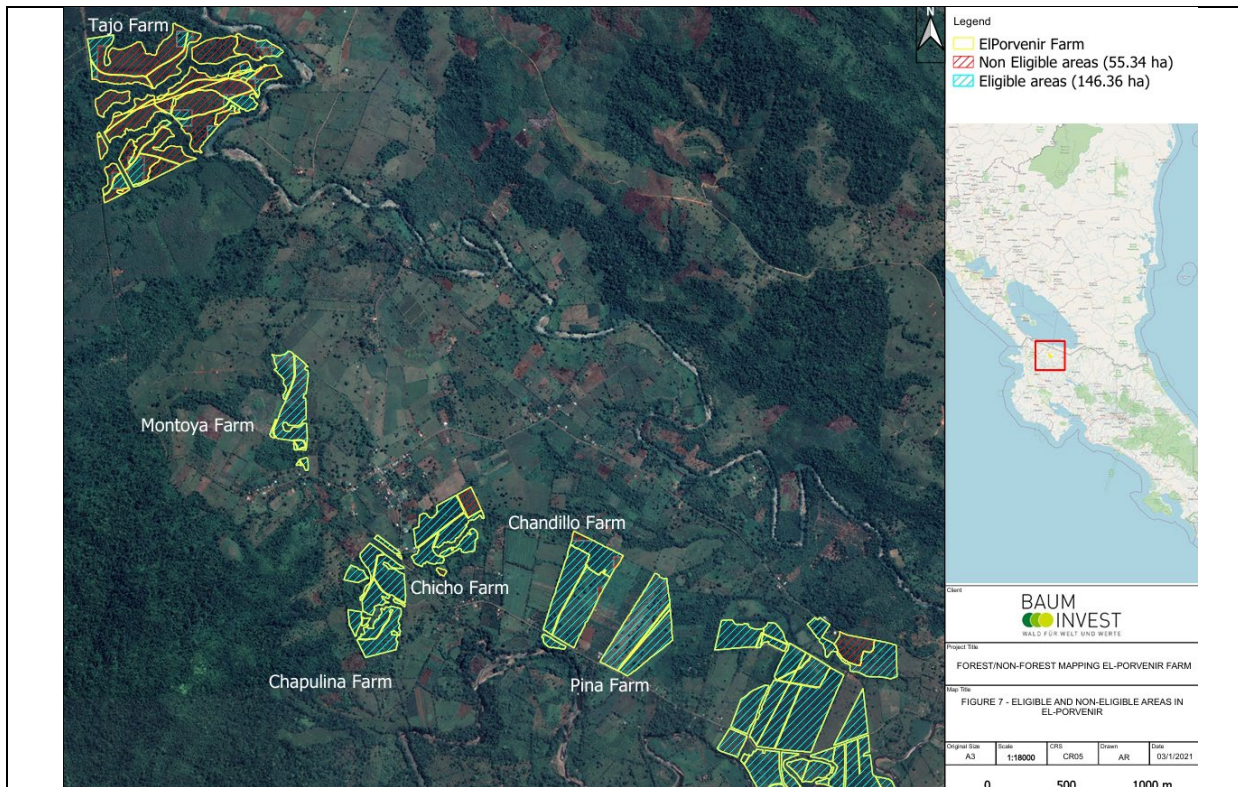 Tajo Farm
Montoya Farm
Chandillo Farm
Chicho Farm
Chapulina Farm
Pina Farm
N
Legend
ElPorvenir Farm
Non Eligible areas (55.34 ha)
Eligible areas (146.36 ha)
Client
BAUM
INVEST
WALD FÜR WELT UND WERTE
Project Title
FOREST/NON-FOREST MAPPING EL-PORVENIR FARM
Map Title
FIGURE 7 - ELIGIBLE AND NON-ELIGIBLE AREAS IN
EL-PORVENIR
Original Size Scale CRS Drawn Date
A3 1:18000 CR05 AR 03/1/2021
0 500 1000 m